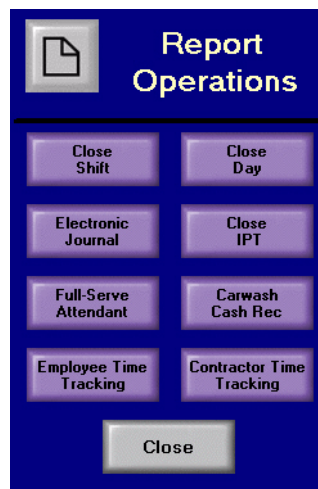 Report
Operations
Close
Shift
Close
Day
Electronic
Journal
Close
IPT
Full-Serve
Attendant
Carwash
Cash Rec
Employee Time
Tracking
Contractor Time
Tracking
Close